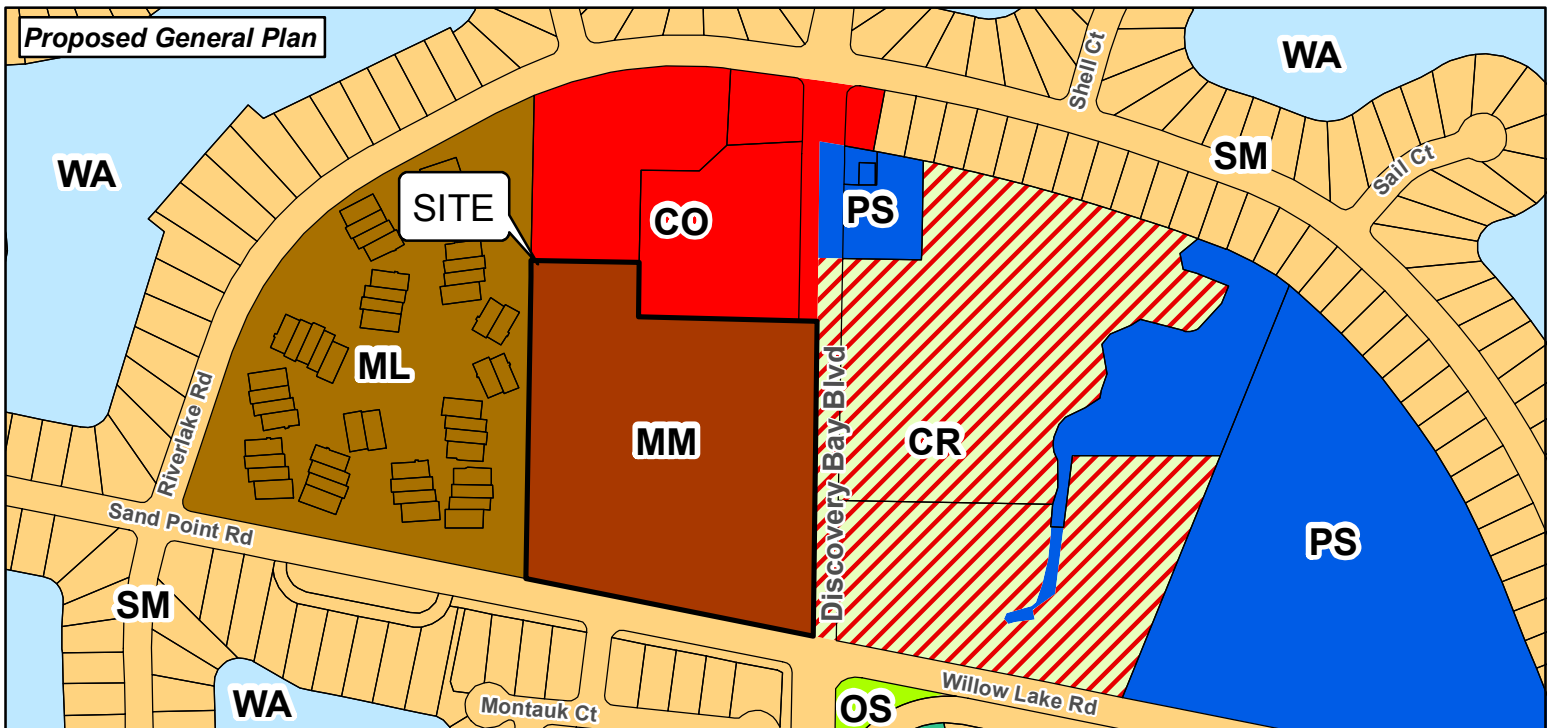 Proposed General Plan
WA
Shell Ct
WA
SM
Sail Ct
SITE
CO
PS
ML
MM
Discovery Bay Blvd
CR
Riverlake Rd
Sand Point Rd
PS
SM
WA
Montauk Ct
OS
Willow Lake Rd